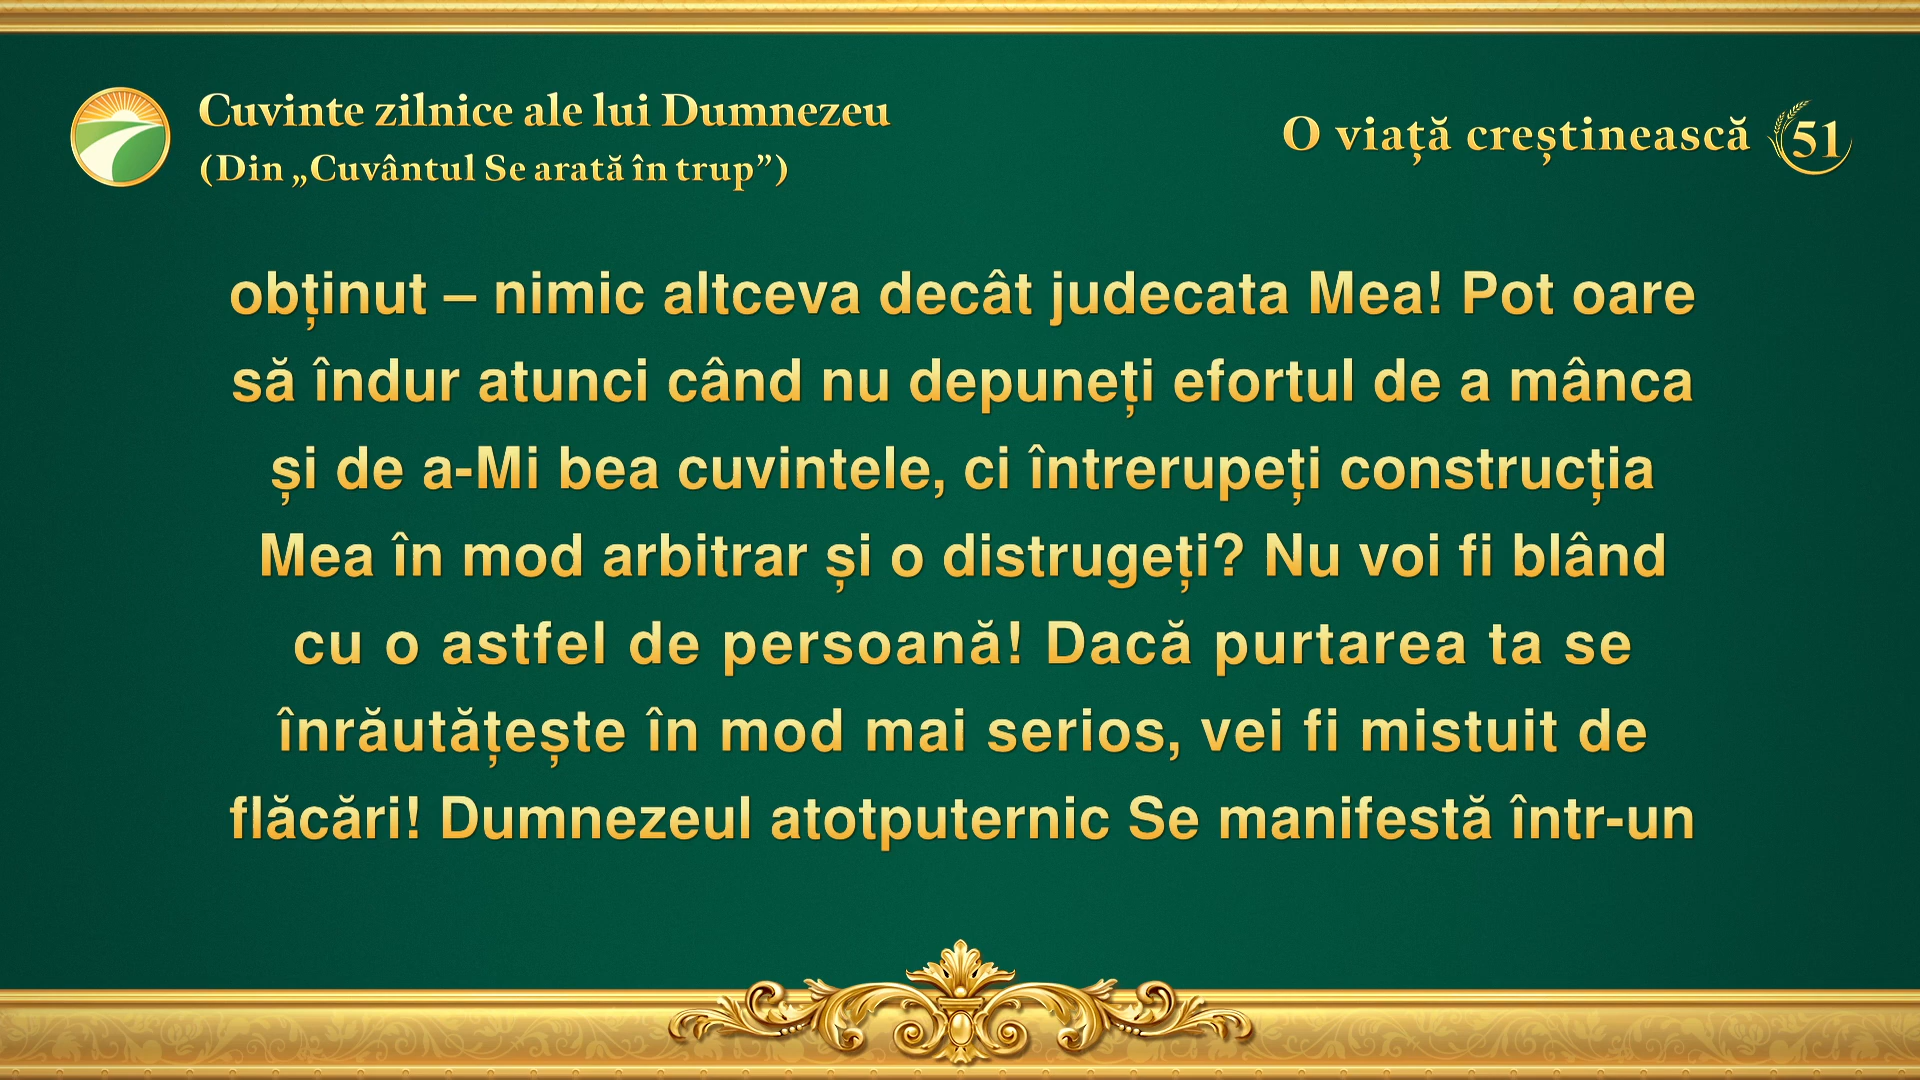 Cuvinte zilnice ale lui Dumnezeu
(Din „Cuvântul Se arată în trup”)
O viață creștinească 51
obținut – nimic altceva decât judecata Mea! Pot oare
să îndur atunci când nu depuneți efortul de a mânca
și de a-Mi bea cuvintele, ci întrerupeți construcția
Mea în mod arbitrar și o distrugeți? Nu voi fi blând
cu o astfel de persoană! Dacă purtarea ta se
înrăutățește în mod mai serios, vei fi mistuit de
flăcări! Dumnezeul atotputernic Se manifestă într-un